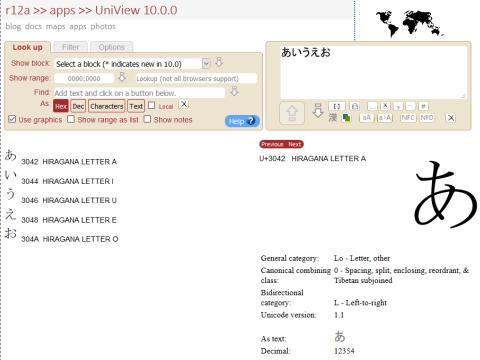 r12a >> apps >> UniView 10.0.0
blog docs maps apps photos
Look up Filter Options
Show block: Select a block (* indicates new in 10.0)
Show range: 0000:0000 Lookup (not all browsers support)
Find: Add text and click on a button below.
As Hex Dec Characters Text Local X
Use graphics Show range as list Show notes Help ?
あいうえお
漢 aA a>A NFC NFD X
あ 3042 HIRAGANA LETTER A
い 3044 HIRAGANA LETTER I
う 3046 HIRAGANA LETTER U
え 3048 HIRAGANA LETTER E
お 304A HIRAGANA LETTER O
Previous Next
U+3042 HIRAGANA LETTER A
あ
General category: Lo - Letter, other
Canonical combining class: 0 - Spacing, split, enclosing, reordrant, & Tibetan subjoined
Bidirectional category: L - Left-to-right
Unicode version: 1.1
As text: あ
Decimal: 12354